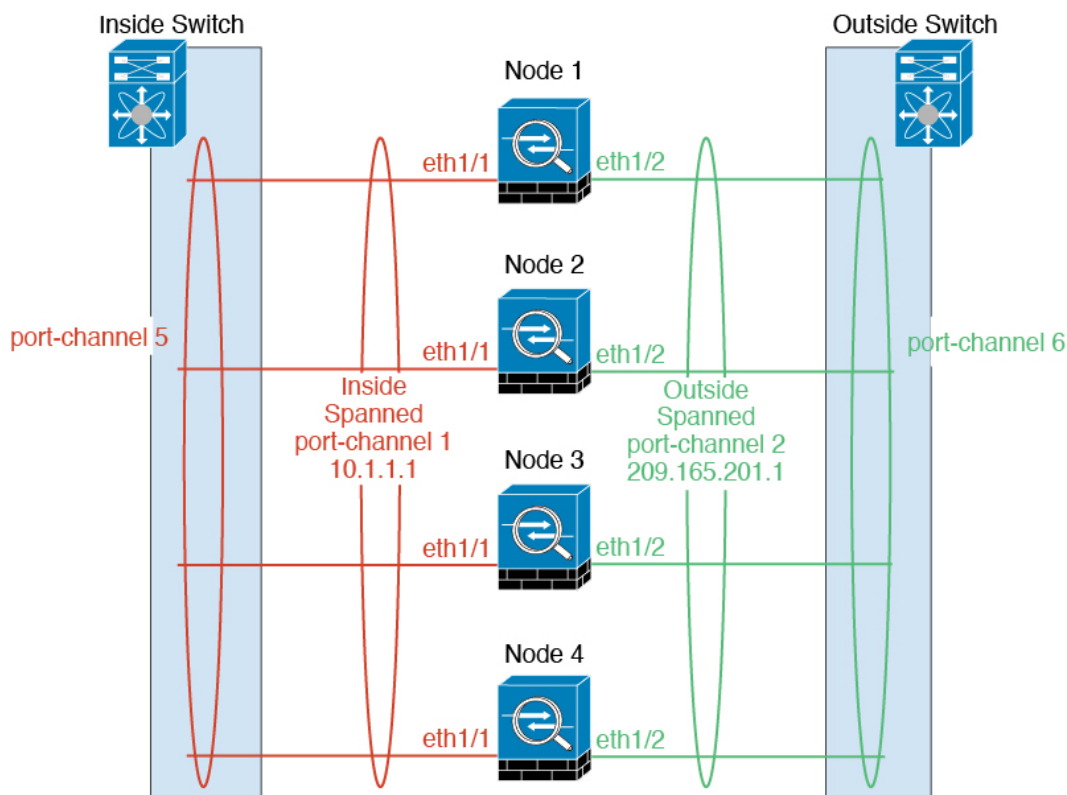 Inside Switch
Outside Switch
Node 1
eth1/1
eth1/2
Node 2
port-channel 5
eth1/1
eth1/2
port-channel 6
Inside
Spanned
port-channel 1
10.1.1.1
Outside
Spanned
port-channel 2
209.165.201.1
Node 3
eth1/1
eth1/2
Node 4
eth1/1
eth1/2